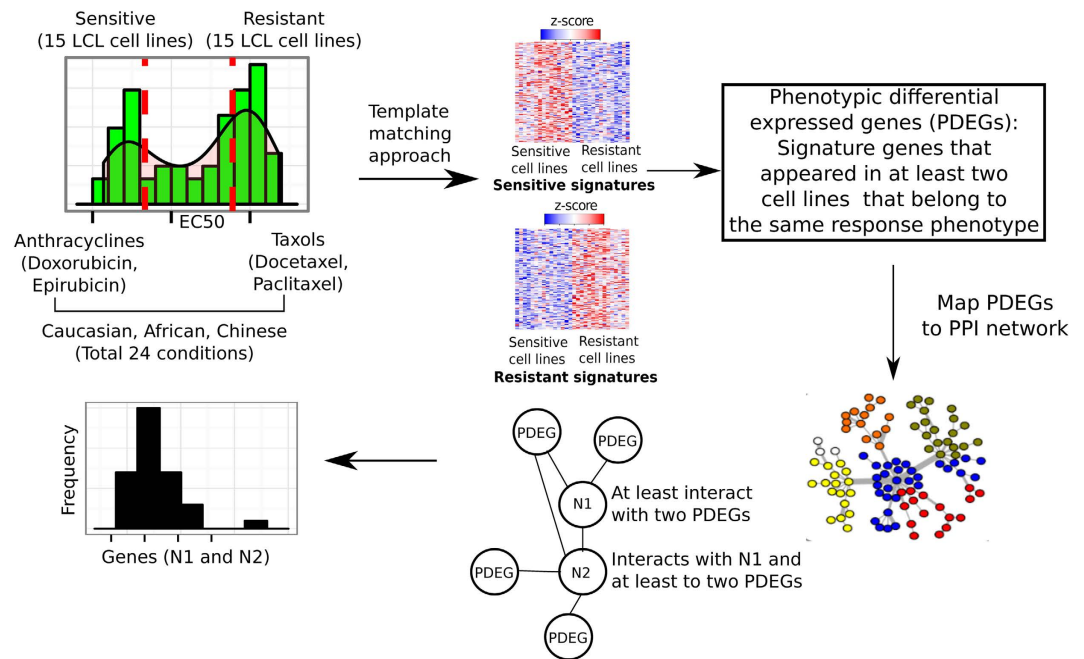 Sensitive
(15 LCL cell lines)
Resistant
(15 LCL cell lines)
EC50
Anthracyclines
(Doxorubicin,
Epirubicin)
Taxols
(Docetaxel,
Paclitaxel)
Caucasian, African, Chinese
(Total 24 conditions)
Template
matching
approach
z-score
Sensitive
cell lines
Resistant
cell lines
Sensitive signatures
z-score
Sensitive
cell lines
Resistant
cell lines
Resistant signatures
Phenotypic differential
expressed genes (PDEGs):
Signature genes that
appeared in at least two
cell lines that belong to
the same response phenotype
Map PDEGs
to PPI network
PDEG
PDEG
N1
At least interact
with two PDEGs
PDEG
N2
Interacts with N1 and
at least to two PDEGs
PDEG
Frequency
Genes (N1 and N2)